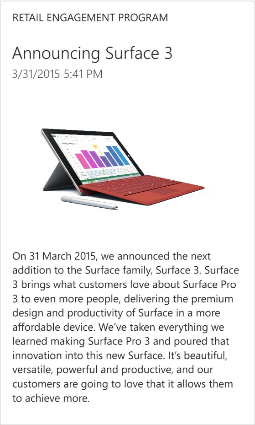 RETAIL ENGAGEMENT PROGRAM
Announcing Surface 3
3/31/2015 5:41 PM
On 31 March 2015, we announced the next
addition to the Surface family, Surface 3. Surface
3 brings what customers love about Surface Pro
3 to even more people, delivering the premium
design and productivity of Surface in a more
affordable device. We've taken everything we
learned making Surface Pro 3 and poured that
innovation into this new Surface. It's beautiful,
versatile, powerful and productive, and our
customers are going to love that it allows them
to achieve more.